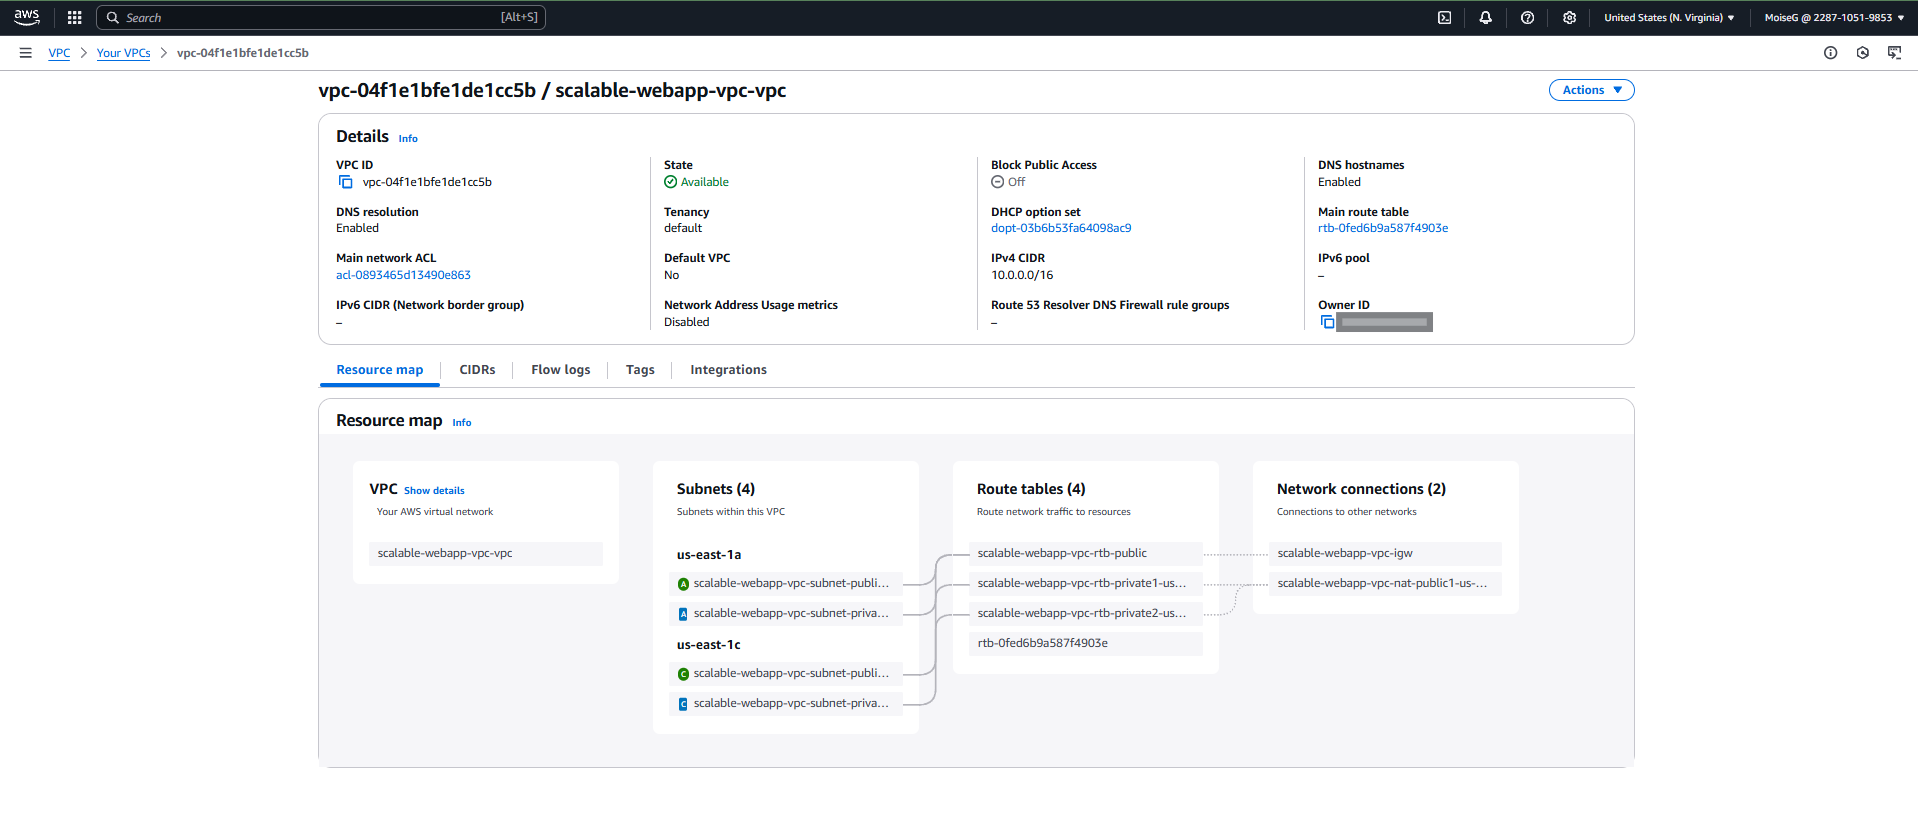 aws Search [Alt+S] United States (N. Virginia) MoiseG @ 2287-1051-9853
VPC Your VPCs vpc-04f1e1bfe1de1cc5b
vpc-04f1e1bfe1de1cc5b / scalable-webapp-vpc-vpc Actions
Details Info
VPC ID State Block Public Access DNS hostnames
vpc-04f1e1bfe1de1cc5b Available Off Enabled
DNS resolution Tenancy DHCP option set Main route table
Enabled default dopt-03b6b53fa64098ac9 rtb-0fed6b9a587f4903e
Main network ACL Default VPC IPv4 CIDR IPv6 pool
acl-0893465d13490e863 No 10.0.0.0/16 –
IPv6 CIDR (Network border group) Network Address Usage metrics Route 53 Resolver DNS Firewall rule groups Owner ID
– Disabled –
Resource map CIDRs Flow logs Tags Integrations
Resource map Info
VPC Show details
Your AWS virtual network
scalable-webapp-vpc-vpc
Subnets (4)
Subnets within this VPC
us-east-1a
A scalable-webapp-vpc-subnet-publi...
A scalable-webapp-vpc-subnet-priva...
us-east-1c
C scalable-webapp-vpc-subnet-publi...
C scalable-webapp-vpc-subnet-priva...
Route tables (4)
Route network traffic to resources
scalable-webapp-vpc-rtb-public
scalable-webapp-vpc-rtb-private1-us...
scalable-webapp-vpc-rtb-private2-us...
rtb-0fed6b9a587f4903e
Network connections (2)
Connections to other networks
scalable-webapp-vpc-igw
scalable-webapp-vpc-nat-public1-us-...